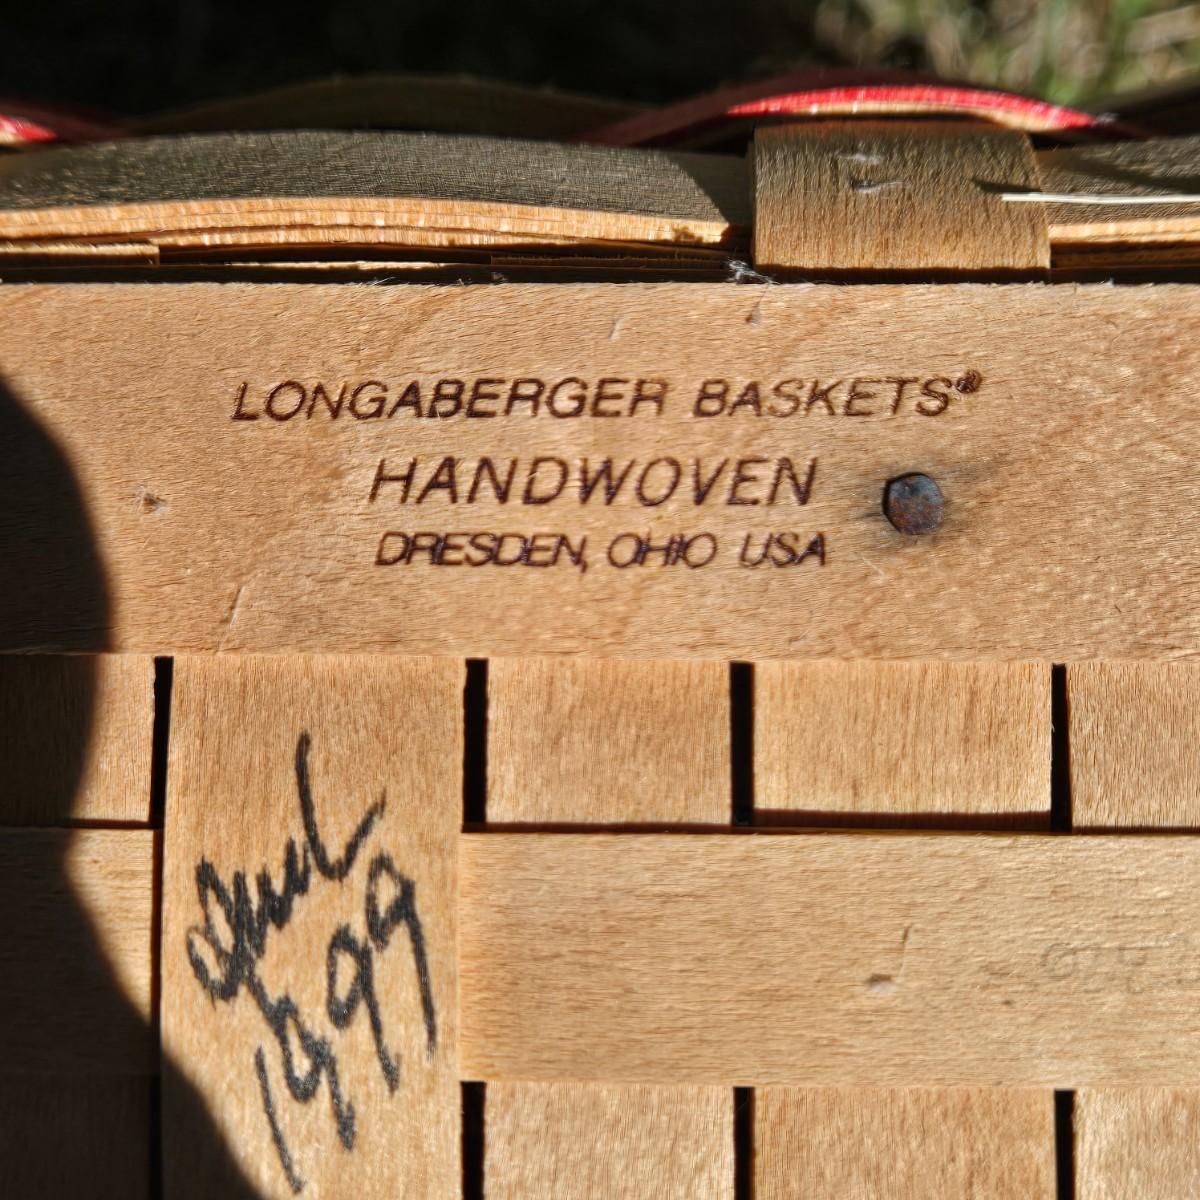 LONGABERGER BASKETS®
HANDWOVEN
DRESDEN, OHIO USA
1999